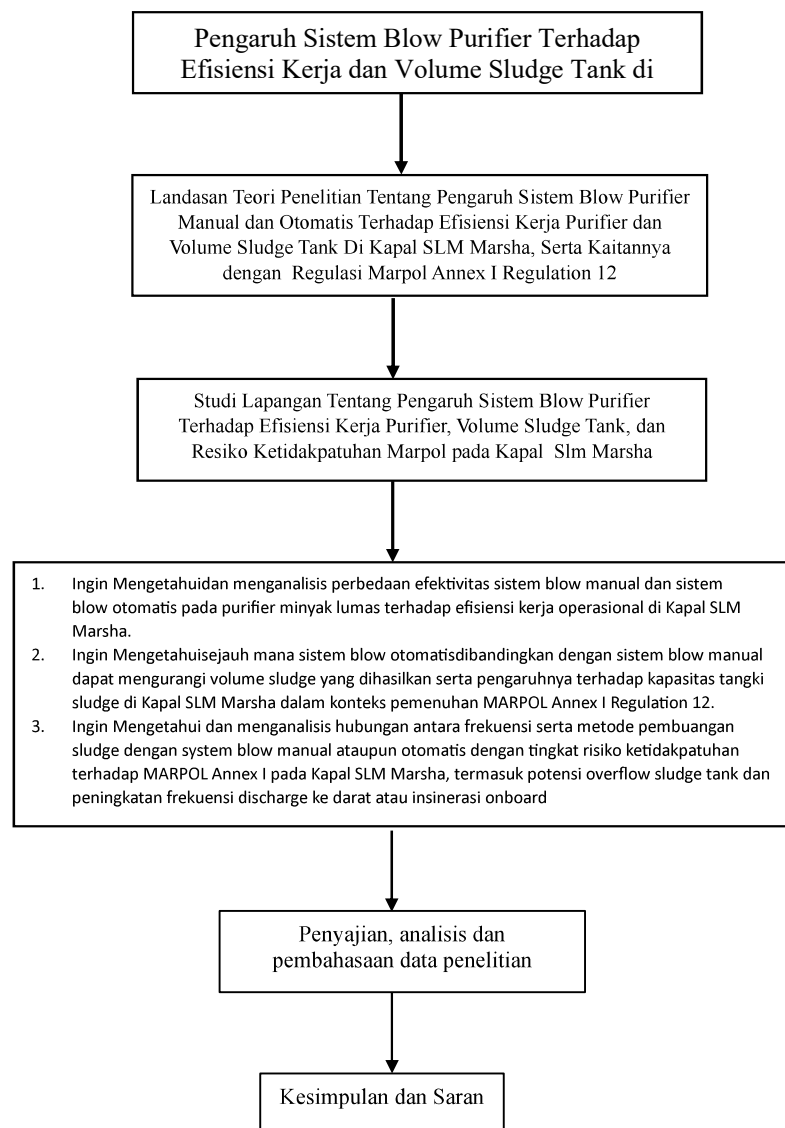 Pengaruh Sistem Blow Purifier Terhadap
Efisiensi Kerja dan Volume Sludge Tank di
Landasan Teori Penelitian Tentang Pengaruh Sistem Blow Purifier
Manual dan Otomatis Terhadap Efisiensi Kerja Purifier dan
Volume Sludge Tank Di Kapal SLM Marsha, Serta Kaitannya
dengan Regulasi Marpol Annex I Regulation 12
Studi Lapangan Tentang Pengaruh Sistem Blow Purifier
Terhadap Efisiensi Kerja Purifier, Volume Sludge Tank, dan
Resiko Ketidakpatuhan Marpol pada Kapal Slm Marsha
1. Ingin Mengetahuidan menganalisis perbedaan efektivitas sistem blow manual dan sistem
blow otomatis pada purifier minyak lumas terhadap efisiensi kerja operasional di Kapal SLM
Marsha.
2. Ingin Mengetahuisejauh mana sistem blow otomatisdibandingkan dengan sistem blow manual
dapat mengurangi volume sludge yang dihasilkan serta pengaruhnya terhadap kapasitas tangki
sludge di Kapal SLM Marsha dalam konteks pemenuhan MARPOL Annex I Regulation 12.
3. Ingin Mengetahui dan menganalisis hubungan antara frekuensi serta metode pembuangan
sludge dengan system blow manual ataupun otomatis dengan tingkat risiko ketidakpatuhan
terhadap MARPOL Annex I pada Kapal SLM Marsha, termasuk potensi overflow sludge tank dan
peningkatan frekuensi discharge ke darat atau insinerasi onboard
Penyajian, analisis dan
pembahasaan data penelitian
Kesimpulan dan Saran